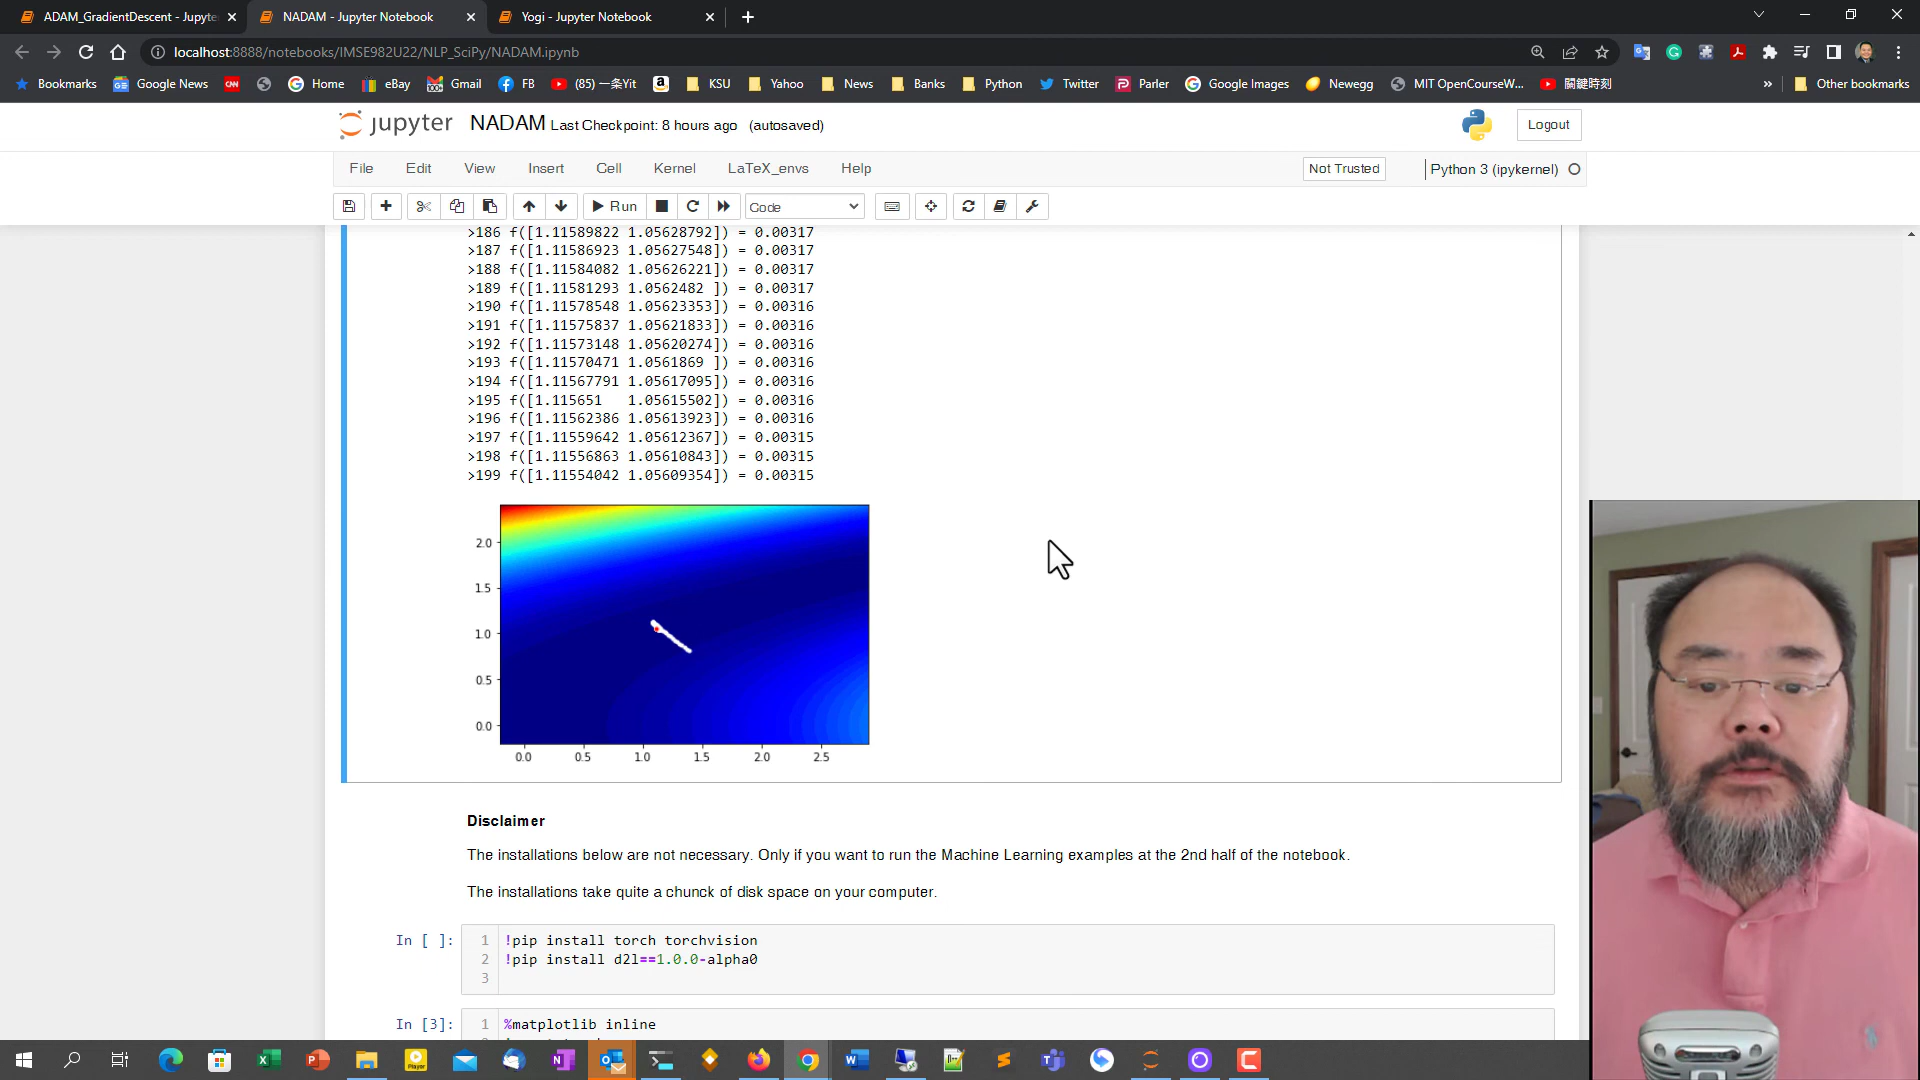 ADAM_GradientDescent - Jupyte
NADAM - Jupyter Notebook
Yogi - Jupyter Notebook
localhost:8888/notebooks/IMSE982U22/NLP_SciPy/NADAM.ipynb
Bookmarks Google News Home eBay Gmail FB (85) 一条Yit KSU Yahoo News Banks Python Twitter Parler Google Images Newegg MIT OpenCourseW... 關鍵時刻 » Other bookmarks
jupyter NADAM Last Checkpoint: 8 hours ago (autosaved) Logout
File Edit View Insert Cell Kernel LaTeX_envs Help Not Trusted Python 3 (ipykernel)
Run Code
>186 f([1.11589822 1.05628792]) = 0.00317
>187 f([1.11586923 1.05627548]) = 0.00317
>188 f([1.11584082 1.05626221]) = 0.00317
>189 f([1.11581293 1.0562482 ]) = 0.00317
>190 f([1.11578548 1.05623353]) = 0.00316
>191 f([1.11575837 1.05621833]) = 0.00316
>192 f([1.11573148 1.05620274]) = 0.00316
>193 f([1.11570471 1.0561869 ]) = 0.00316
>194 f([1.11567791 1.05617095]) = 0.00316
>195 f([1.115651   1.05615502]) = 0.00316
>196 f([1.11562386 1.05613923]) = 0.00316
>197 f([1.11559642 1.05612367]) = 0.00315
>198 f([1.11556863 1.05610843]) = 0.00315
>199 f([1.11554042 1.05609354]) = 0.00315
2.0
1.5
1.0
0.5
0.0
0.0 0.5 1.0 1.5 2.0 2.5
Disclaimer
The installations below are not necessary. Only if you want to run the Machine Learning examples at the 2nd half of the notebook.
The installations take quite a chunck of disk space on your computer.
In [ ]: 1 !pip install torch torchvision
2 !pip install d2l==1.0.0-alpha0
3
In [3]: 1 %matplotlib inline